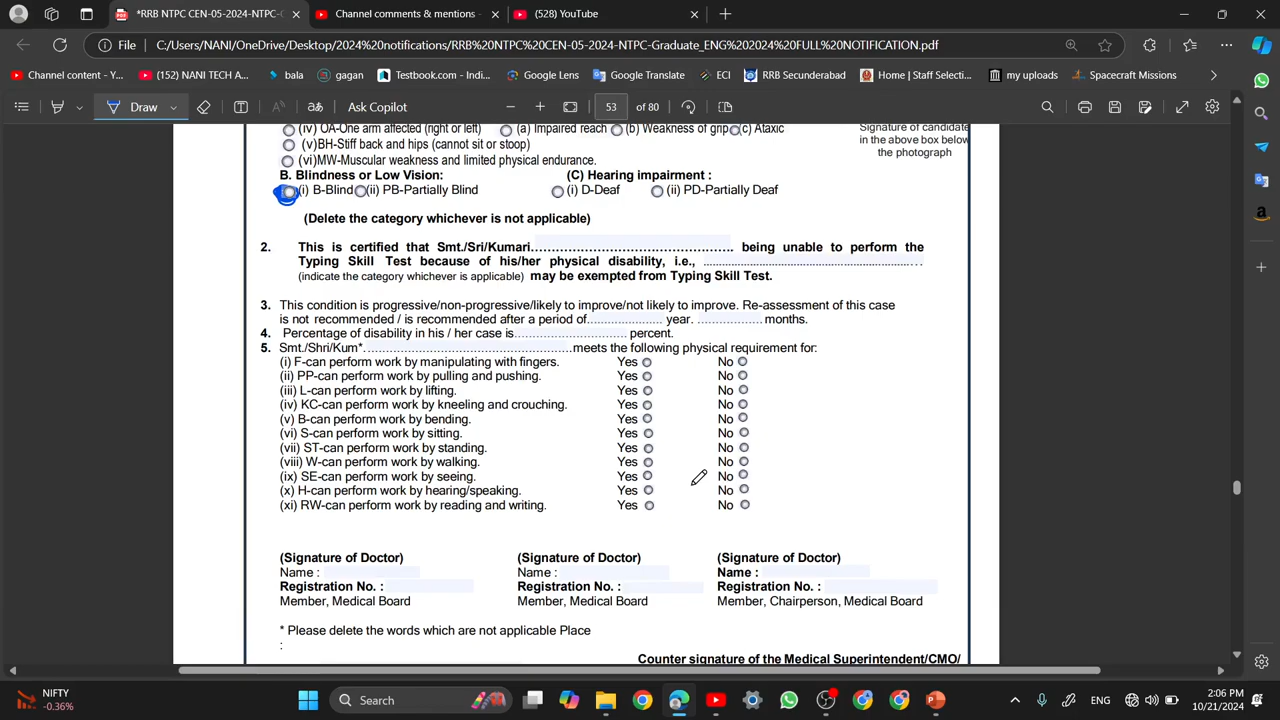 *RRB NTPC CEN-05-2024-NTPC-G
Channel comments & mentions -
(528) YouTube
File
C:/Users/NANI/OneDrive/Desktop/2024%20notifications/RRB%20NTPC%20CEN-05-2024-NTPC-Graduate_ENG%202024%20FULL%20NOTIFICATION.pdf
Channel content - Y...
(152) NANI TECH A...
bala
gagan
Testbook.com - Indi...
Google Lens
Google Translate
ECI
RRB Secunderabad
Home | Staff Selecti...
my uploads
Spacecraft Missions
Draw
Ask Copilot
53 of 80
(iv) OA-One arm affected (right or left)
(a) Impaired reach
(b) Weakness of grip
(c) Ataxic
Signature of candidate
(v)BH-Stiff back and hips (cannot sit or stoop)
in the above box below
(vi)MW-Muscular weakness and limited physical endurance.
the photograph
B. Blindness or Low Vision:
(C) Hearing impairment :
(i) B-Blind
(ii) PB-Partially Blind
(i) D-Deaf
(ii) PD-Partially Deaf
(Delete the category whichever is not applicable)
2. This is certified that Smt./Sri/Kumari................................................ being unable to perform the
Typing Skill Test because of his/her physical disability, i.e., ......................................................
(indicate the category whichever is applicable) may be exempted from Typing Skill Test.
3. This condition is progressive/non-progressive/likely to improve/not likely to improve. Re-assessment of this case
is not recommended / is recommended after a period of.................. year. ................. months.
4. Percentage of disability in his / her case is........................... percent.
5. Smt./Shri/Kum*.................................................meets the following physical requirement for:
(i) F-can perform work by manipulating with fingers. Yes No
(ii) PP-can perform work by pulling and pushing. Yes No
(iii) L-can perform work by lifting. Yes No
(iv) KC-can perform work by kneeling and crouching. Yes No
(v) B-can perform work by bending. Yes No
(vi) S-can perform work by sitting. Yes No
(vii) ST-can perform work by standing. Yes No
(viii) W-can perform work by walking. Yes No
(ix) SE-can perform work by seeing. Yes No
(x) H-can perform work by hearing/speaking. Yes No
(xi) RW-can perform work by reading and writing. Yes No
(Signature of Doctor) (Signature of Doctor) (Signature of Doctor)
Name : Name : Name :
Registration No. : Registration No. : Registration No. :
Member, Medical Board Member, Medical Board Member, Chairperson, Medical Board
* Please delete the words which are not applicable Place
:
Counter signature of the Medical Superintendent/CMO/
NIFTY
-0.36%
Search
ENG
2:06 PM
10/21/2024